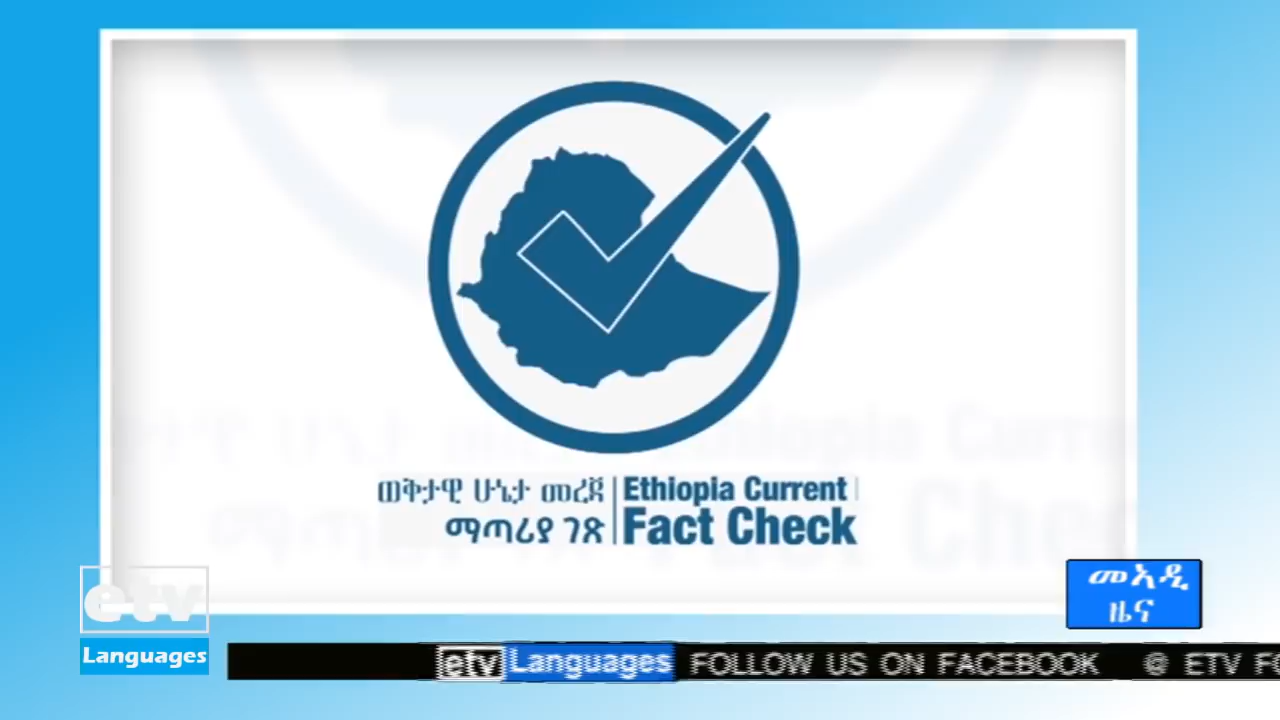 ወቅታዊ ሁኔታ መረጃ
ማጣሪያ ገጽ
Ethiopia Current
Fact Check
etv
Languages
መአዲ
ዜና
etv Languages FOLLOW US ON FACEBOOK @ ETV